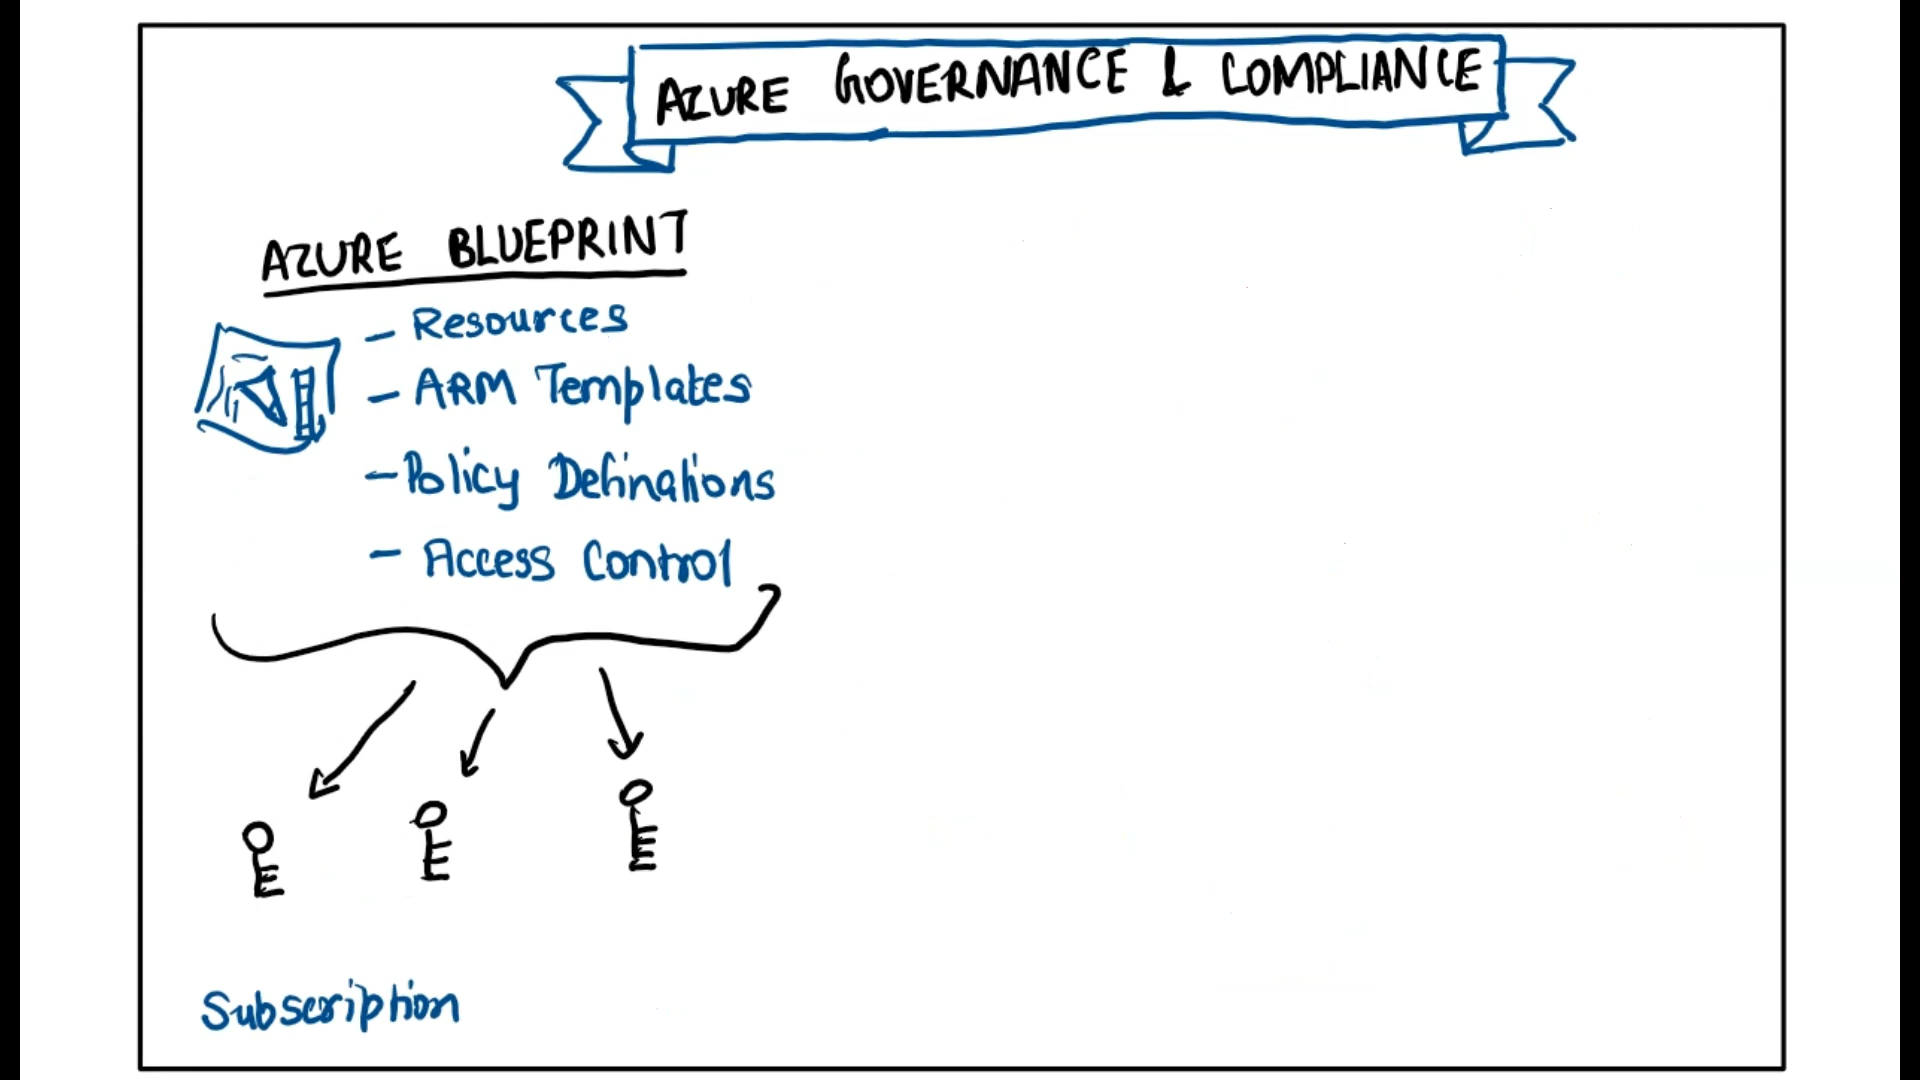 AZURE GOVERNANCE & COMPLIANCE
AZURE BLUEPRINT
- Resources
- ARM Templates
- Policy Definations
- Access Control
Subscription